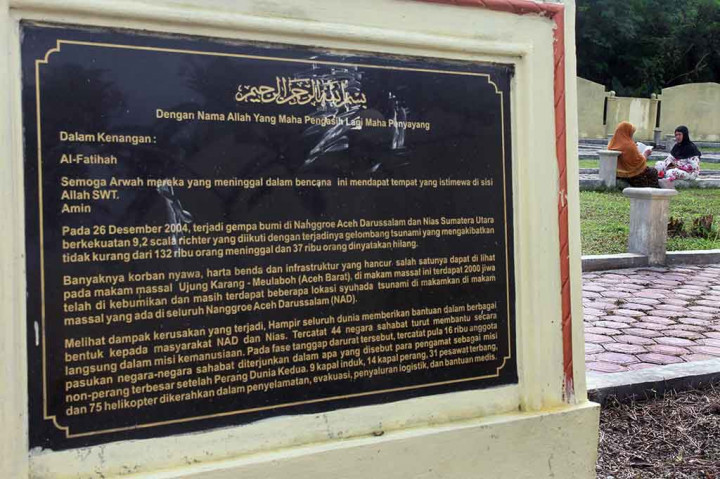 بسم الله الرحمن الرحيم
Dengan Nama Allah Yang Maha Pengasih Lagi Maha Panyayang
Dalam Kenangan :
Al-Fatihah
Semoga Arwah mereka yang meninggal dalam bencana ini mendapat tempat yang istimewa di sisi
Allah SWT.
Amin
Pada 26 Desember 2004, terjadi gempa bumi di Nanggroe Aceh Darussalam dan Nias Sumatera Utara
berkekuatan 9,2 scala richter yang diikuti dengan terjadinya gelombang tsunami yang mengakibatkan
tidak kurang dari 132 ribu orang meninggal dan 37 ribu orang dinyatakan hilang.
Banyaknya korban nyawa, harta benda dan infrastruktur yang hancur salah satunya dapat di lihat
pada makam massal Ujung Karang - Meulaboh (Aceh Barat), di makam massal ini terdapat 2000 jiwa
telah di kebumikan dan masih terdapat beberapa lokasi syuhada tsunami di makamkan di makam
massal yang ada di seluruh Nanggroe Aceh Darussalam (NAD).
Melihat dampak kerusakan yang terjadi, Hampir seluruh dunia memberikan bantuan dalam berbagai
bentuk kepada masyarakat NAD dan Nias. Tercatat 44 negara sahabat turut membantu secara
langsung dalam misi kemanusiaan. Pada fase tanggap darurat tersebut, tercatat pula 16 ribu anggota
pasukan negara-negara sahabat diterjunkan dalam apa yang disebut para pengamat sebagai misi
non-perang terbesar setelah Perang Dunia Kedua. 9 kapal induk, 14 kapal perang, 31 pesawat terbang,
dan 75 helikopter dikerahkan dalam penyelamatan, evakuasi, penyaluran logistik, dan bantuan medis.